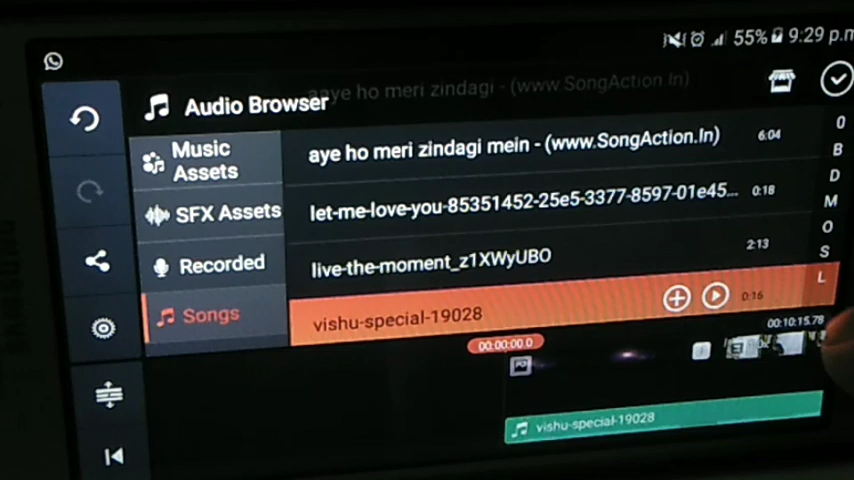 55% 9:29 p.m
Audio Browser
aaye ho meri zindagi - (www.SongAction.In)
Music
Assets
SFX Assets
Recorded
Songs
aye ho meri zindagi mein - (www.SongAction.In) 6:04
let-me-love-you-85351452-25e5-3377-8597-01e45... 0:18
live-the-moment_z1XWyUBO 2:13
vishu-special-19028 0:16
0
B
D
M
O
S
L
00:00:00.0
00:10:15.78
vishu-special-19028